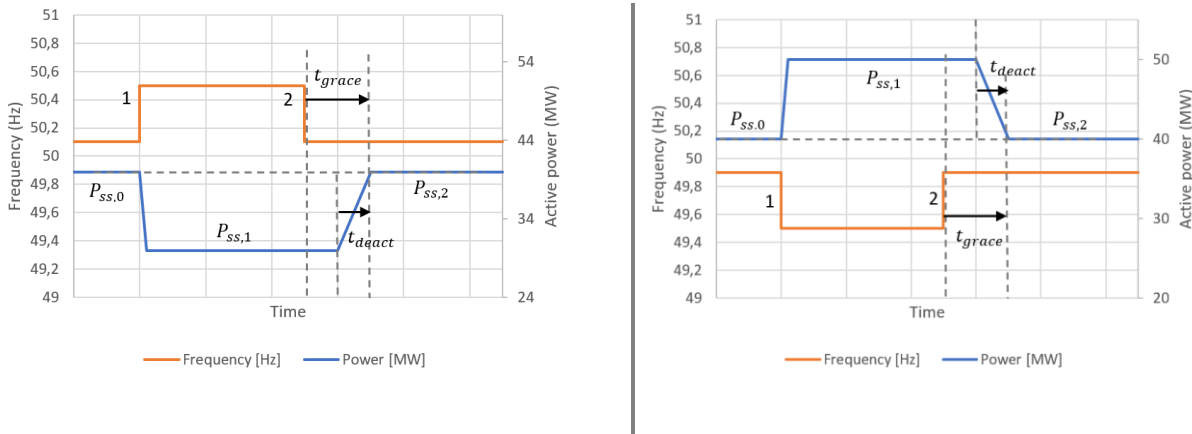 51
50,8
50,6
50,4
50,2
50
49,8
49,6
49,4
49,2
49
Frequency (Hz)
54
44
34
24
Active power (MW)
1
2
t_grace
P_ss.0
P_ss,1
P_ss,2
t_deact
Time
Frequency [Hz]
Power [MW]
51
50,8
50,6
50,4
50,2
50
49,8
49,6
49,4
49,2
49
Frequency (Hz)
50
40
30
20
Active power (MW)
P_ss.0
P_ss,1
t_deact
P_ss,2
1
2
t_grace
Time
Frequency [Hz]
Power [MW]